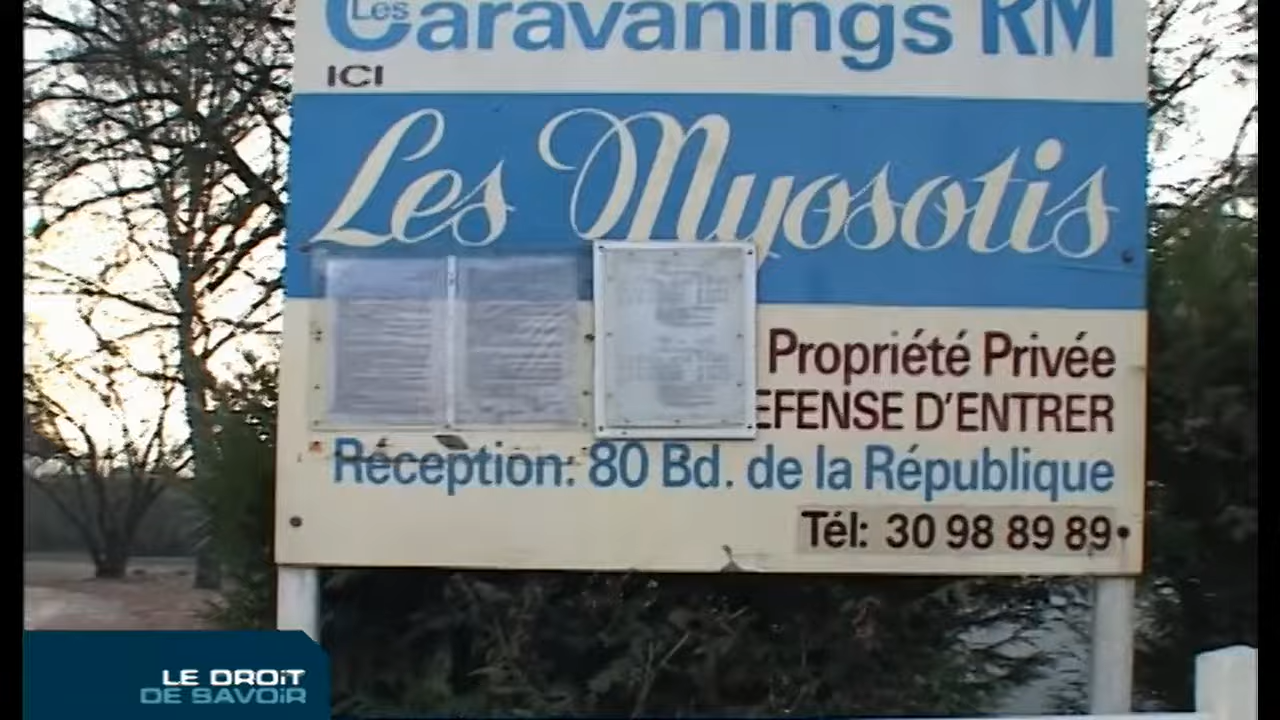 Les Caravanings RM
ICI
Les Myosotis
Propriété Privée
EFENSE D'ENTRER
Réception: 80 Bd. de la République
Tél: 30 98 89 89
LE DROIT
DE SAVOIR